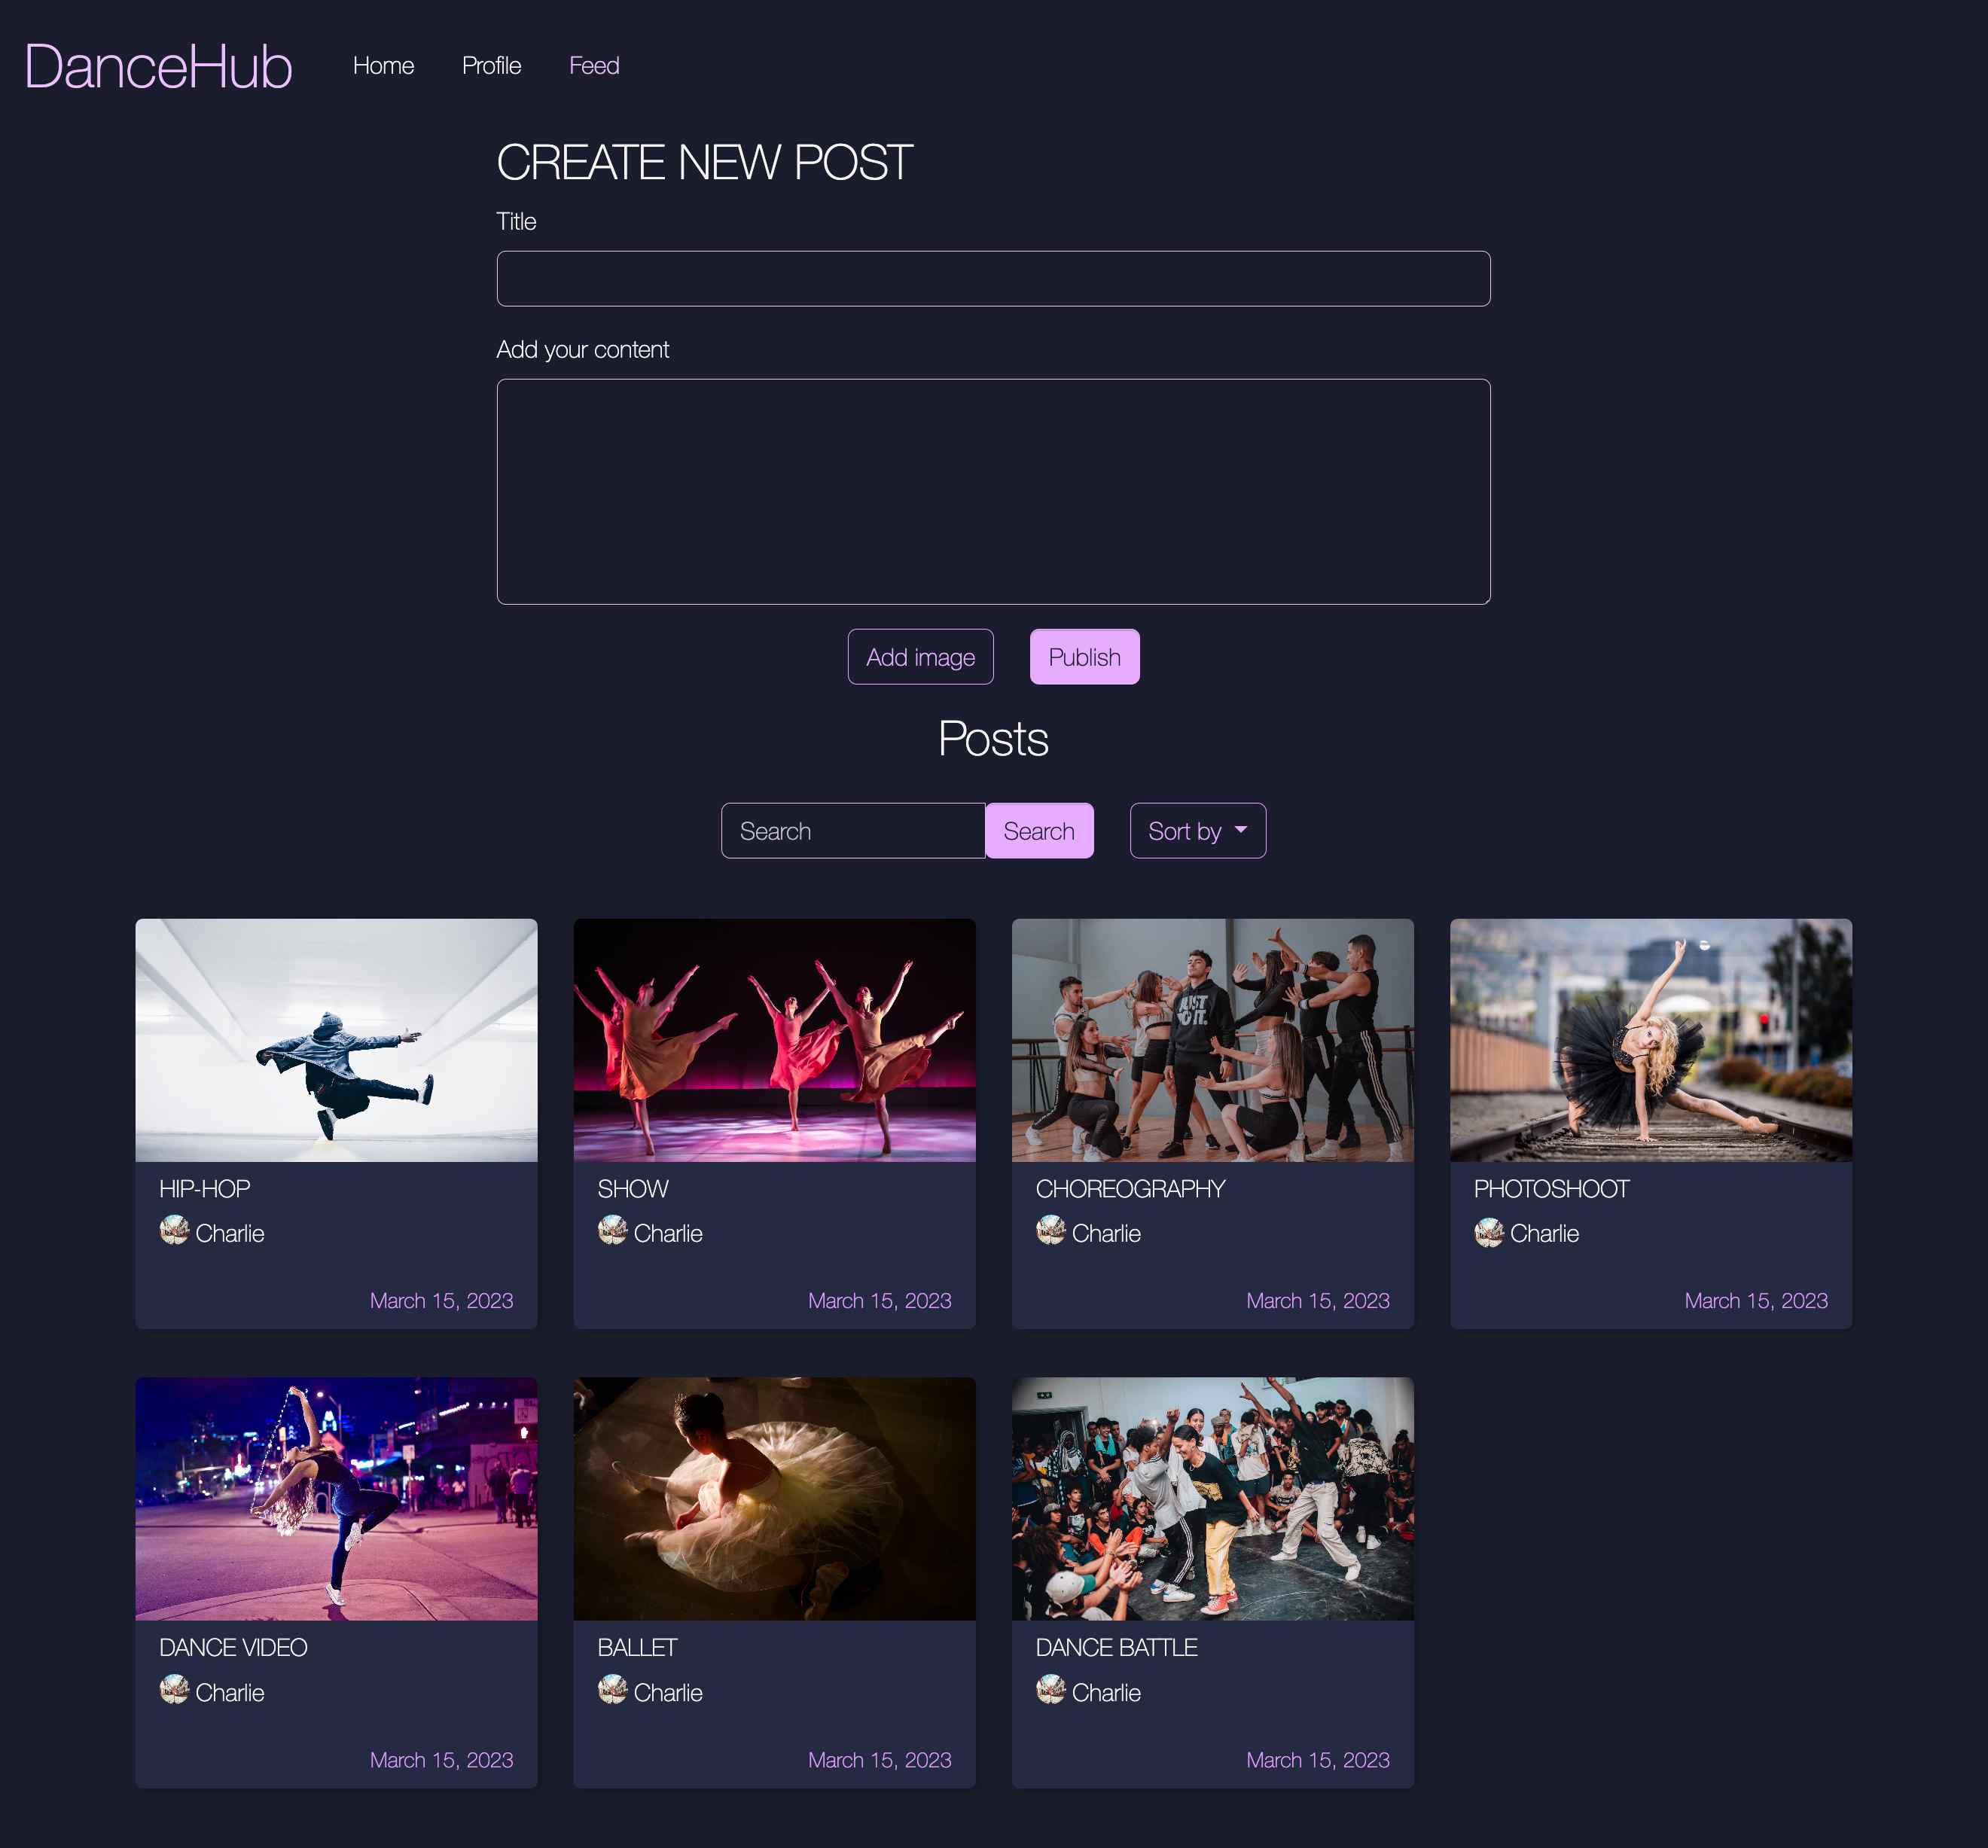 DanceHub Home Profile Feed
CREATE NEW POST
Title
Add your content
Add image Publish
Posts
Search Search Sort by
JUST
DO IT.
HIP-HOP
Charlie
March 15, 2023
SHOW
Charlie
March 15, 2023
CHOREOGRAPHY
Charlie
March 15, 2023
PHOTOSHOOT
Charlie
March 15, 2023
DANCE VIDEO
Charlie
March 15, 2023
BALLET
Charlie
March 15, 2023
DANCE BATTLE
Charlie
March 15, 2023